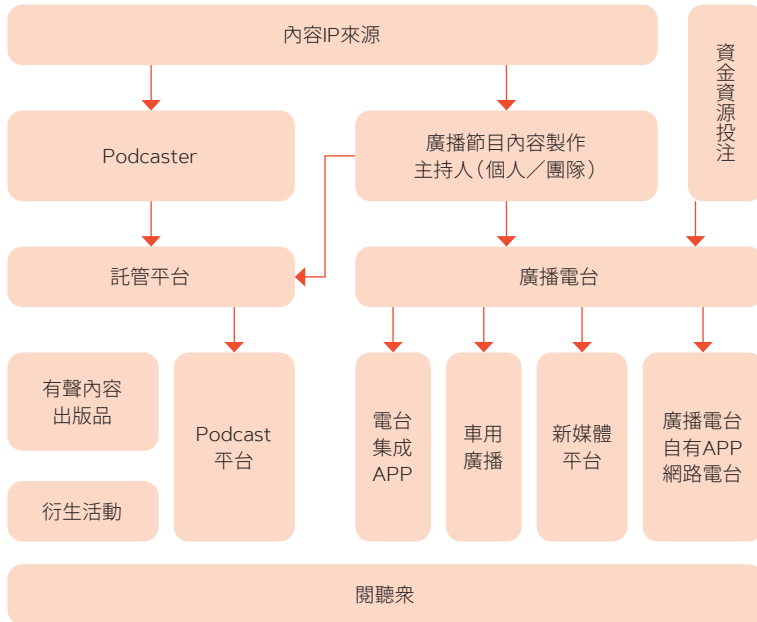 內容IP來源
資金資源投注
Podcaster
廣播節目內容製作
主持人（個人／團隊）
託管平台
廣播電台
有聲內容
出版品
Podcast
平台
電台
集成
APP
車用
廣播
新媒體
平台
廣播電台
自有APP
網路電台
衍生活動
閱聽眾